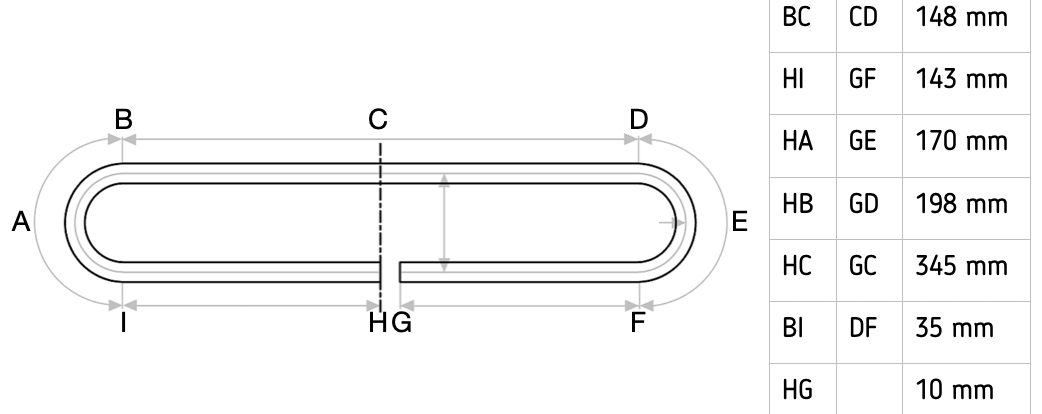 B C D
A E
I H G F
BC CD 148 mm
HI GF 143 mm
HA GE 170 mm
HB GD 198 mm
HC GC 345 mm
BI DF 35 mm
HG 10 mm